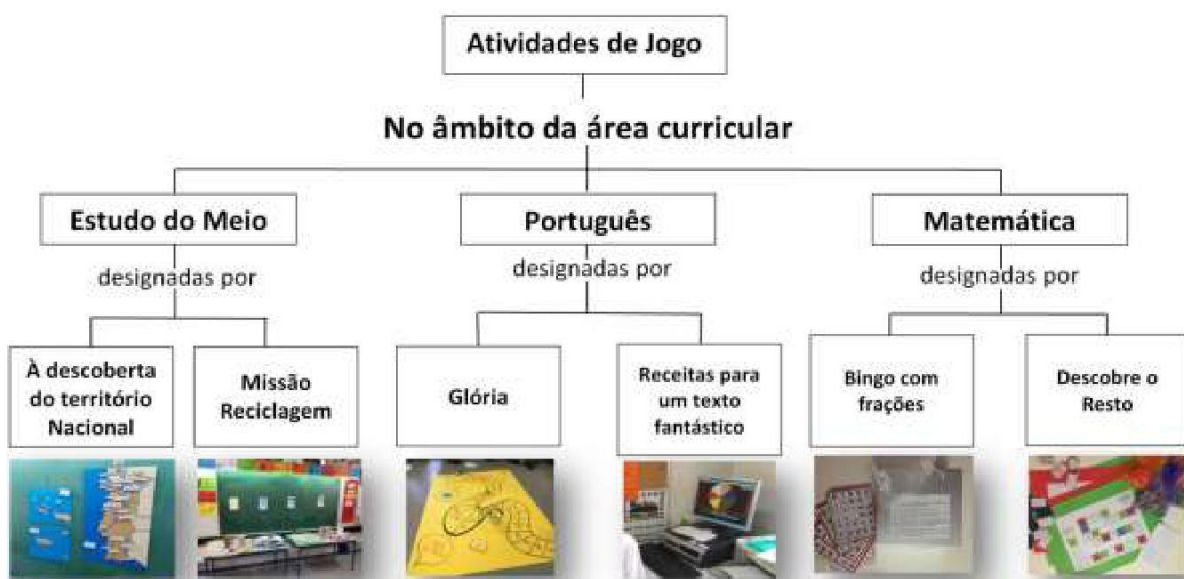 Atividades de Jogo
No âmbito da área curricular
Estudo do Meio
Português
Matemática
designadas por
designadas por
designadas por
À descoberta
do território
Nacional
Missão
Reciclagem
Glória
Receitas para
um texto
fantástico
Bingo com
frações
Descobre o
Resto